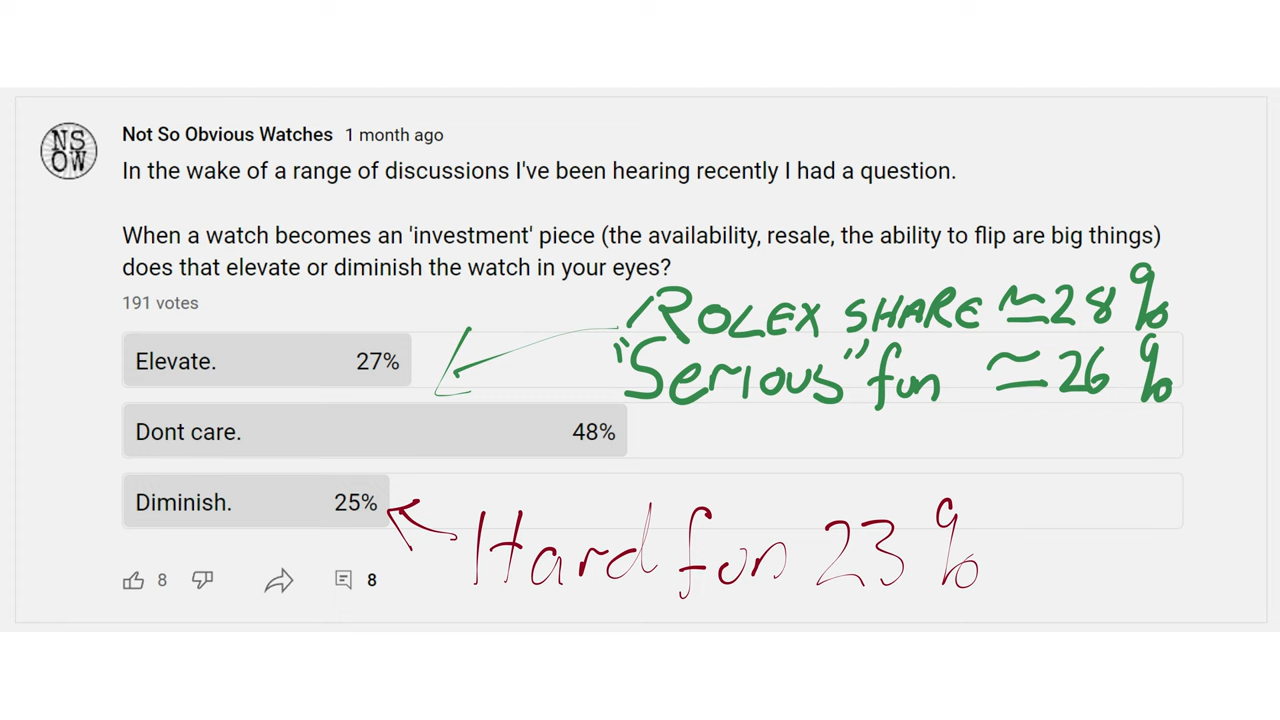 NS
OW
Not So Obvious Watches 1 month ago
In the wake of a range of discussions I've been hearing recently I had a question.
When a watch becomes an 'investment' piece (the availability, resale, the ability to flip are big things)
does that elevate or diminish the watch in your eyes?
191 votes
ROLEX SHARE ≃28%
Elevate. 27%
"Serious" fun ≃26%
Dont care. 48%
Diminish. 25%
Hard fun 23%
8 8